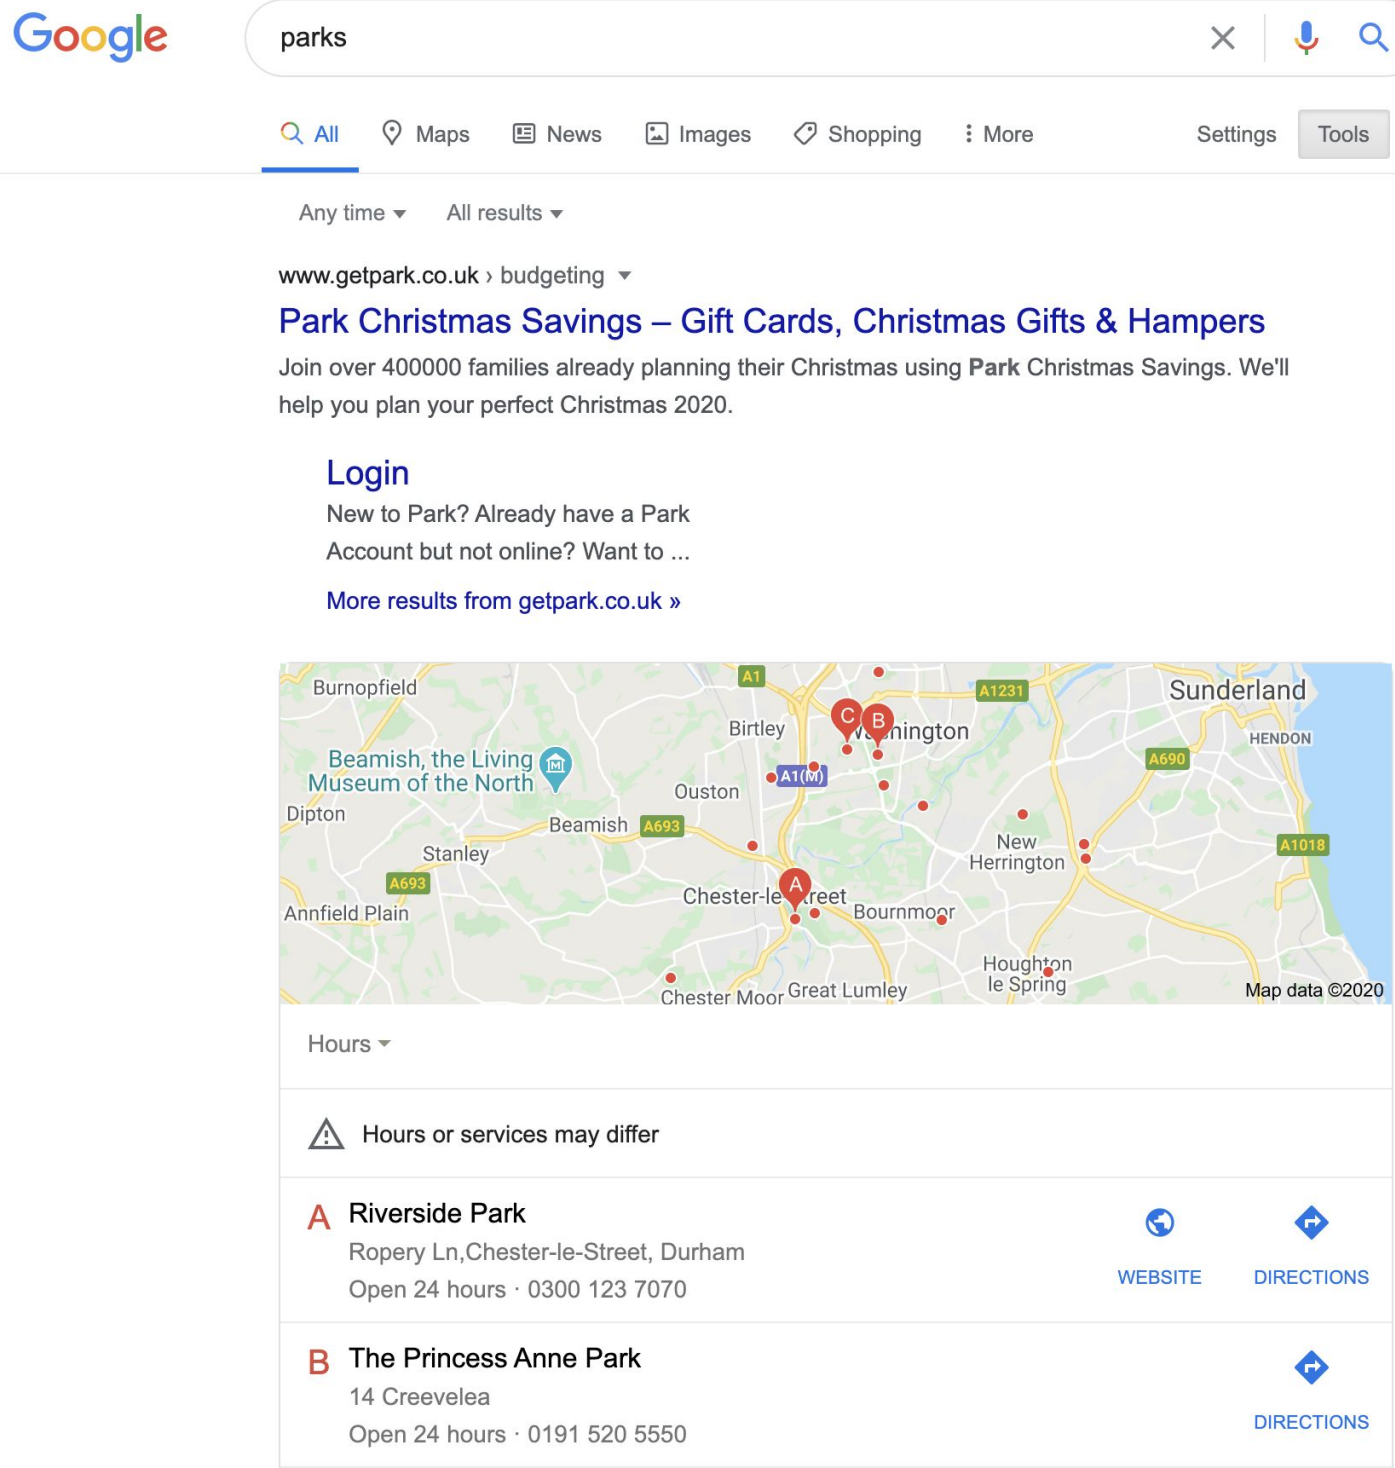 Google
parks
All
Maps
News
Images
Shopping
More
Settings
Tools
Any time
All results
www.getpark.co.uk › budgeting
Park Christmas Savings – Gift Cards, Christmas Gifts & Hampers
Join over 400000 families already planning their Christmas using Park Christmas Savings. We'll
help you plan your perfect Christmas 2020.
Login
New to Park? Already have a Park
Account but not online? Want to ...
More results from getpark.co.uk »
Burnopfield
A1
A1231
Sunderland
Birtley
C
B
Washington
HENDON
Beamish, the Living
Museum of the North
A690
A1(M)
Ouston
Dipton
Beamish
A693
Stanley
New
Herrington
A1018
A693
A
Chester-le-Street
Annfield Plain
Bournmoor
Houghton
le Spring
Chester Moor
Great Lumley
Map data ©2020
Hours
Hours or services may differ
A
Riverside Park
Ropery Ln,Chester-le-Street, Durham
Open 24 hours · 0300 123 7070
WEBSITE
DIRECTIONS
B
The Princess Anne Park
14 Creevelea
Open 24 hours · 0191 520 5550
DIRECTIONS